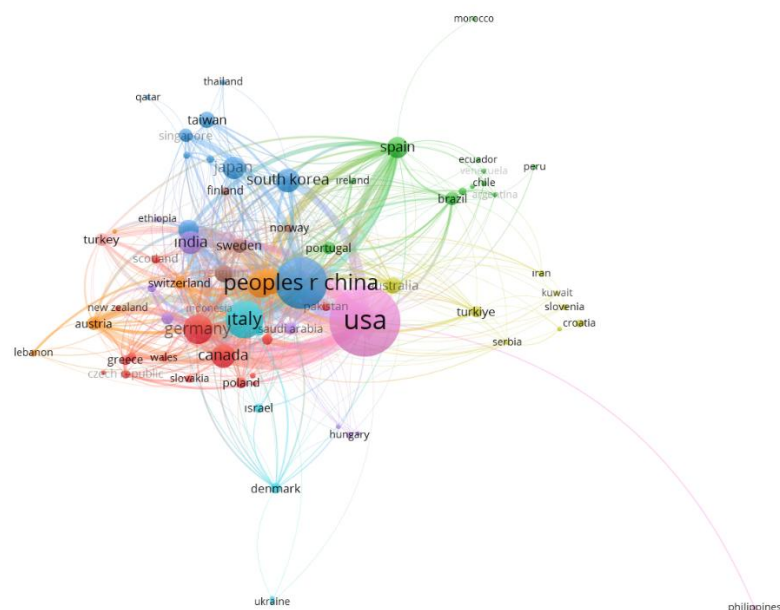 morocco
thailand
qatar
taiwan
singapore
spain
japan
ecuador
venezuela
peru
south korea
ireland
chile
finland
brazil
argentina
ethiopia
norway
turkey
india
sweden
portugal
scotland
iran
switzerland
peoples r china
australia
kuwait
new zealand
indonesia
pakistan
slovenia
austria
germany
italy
saudi arabia
usa
turkiye
croatia
lebanon
greece
wales
canada
serbia
czech republic
slovakia
poland
israel
hungary
denmark
ukraine
philippines